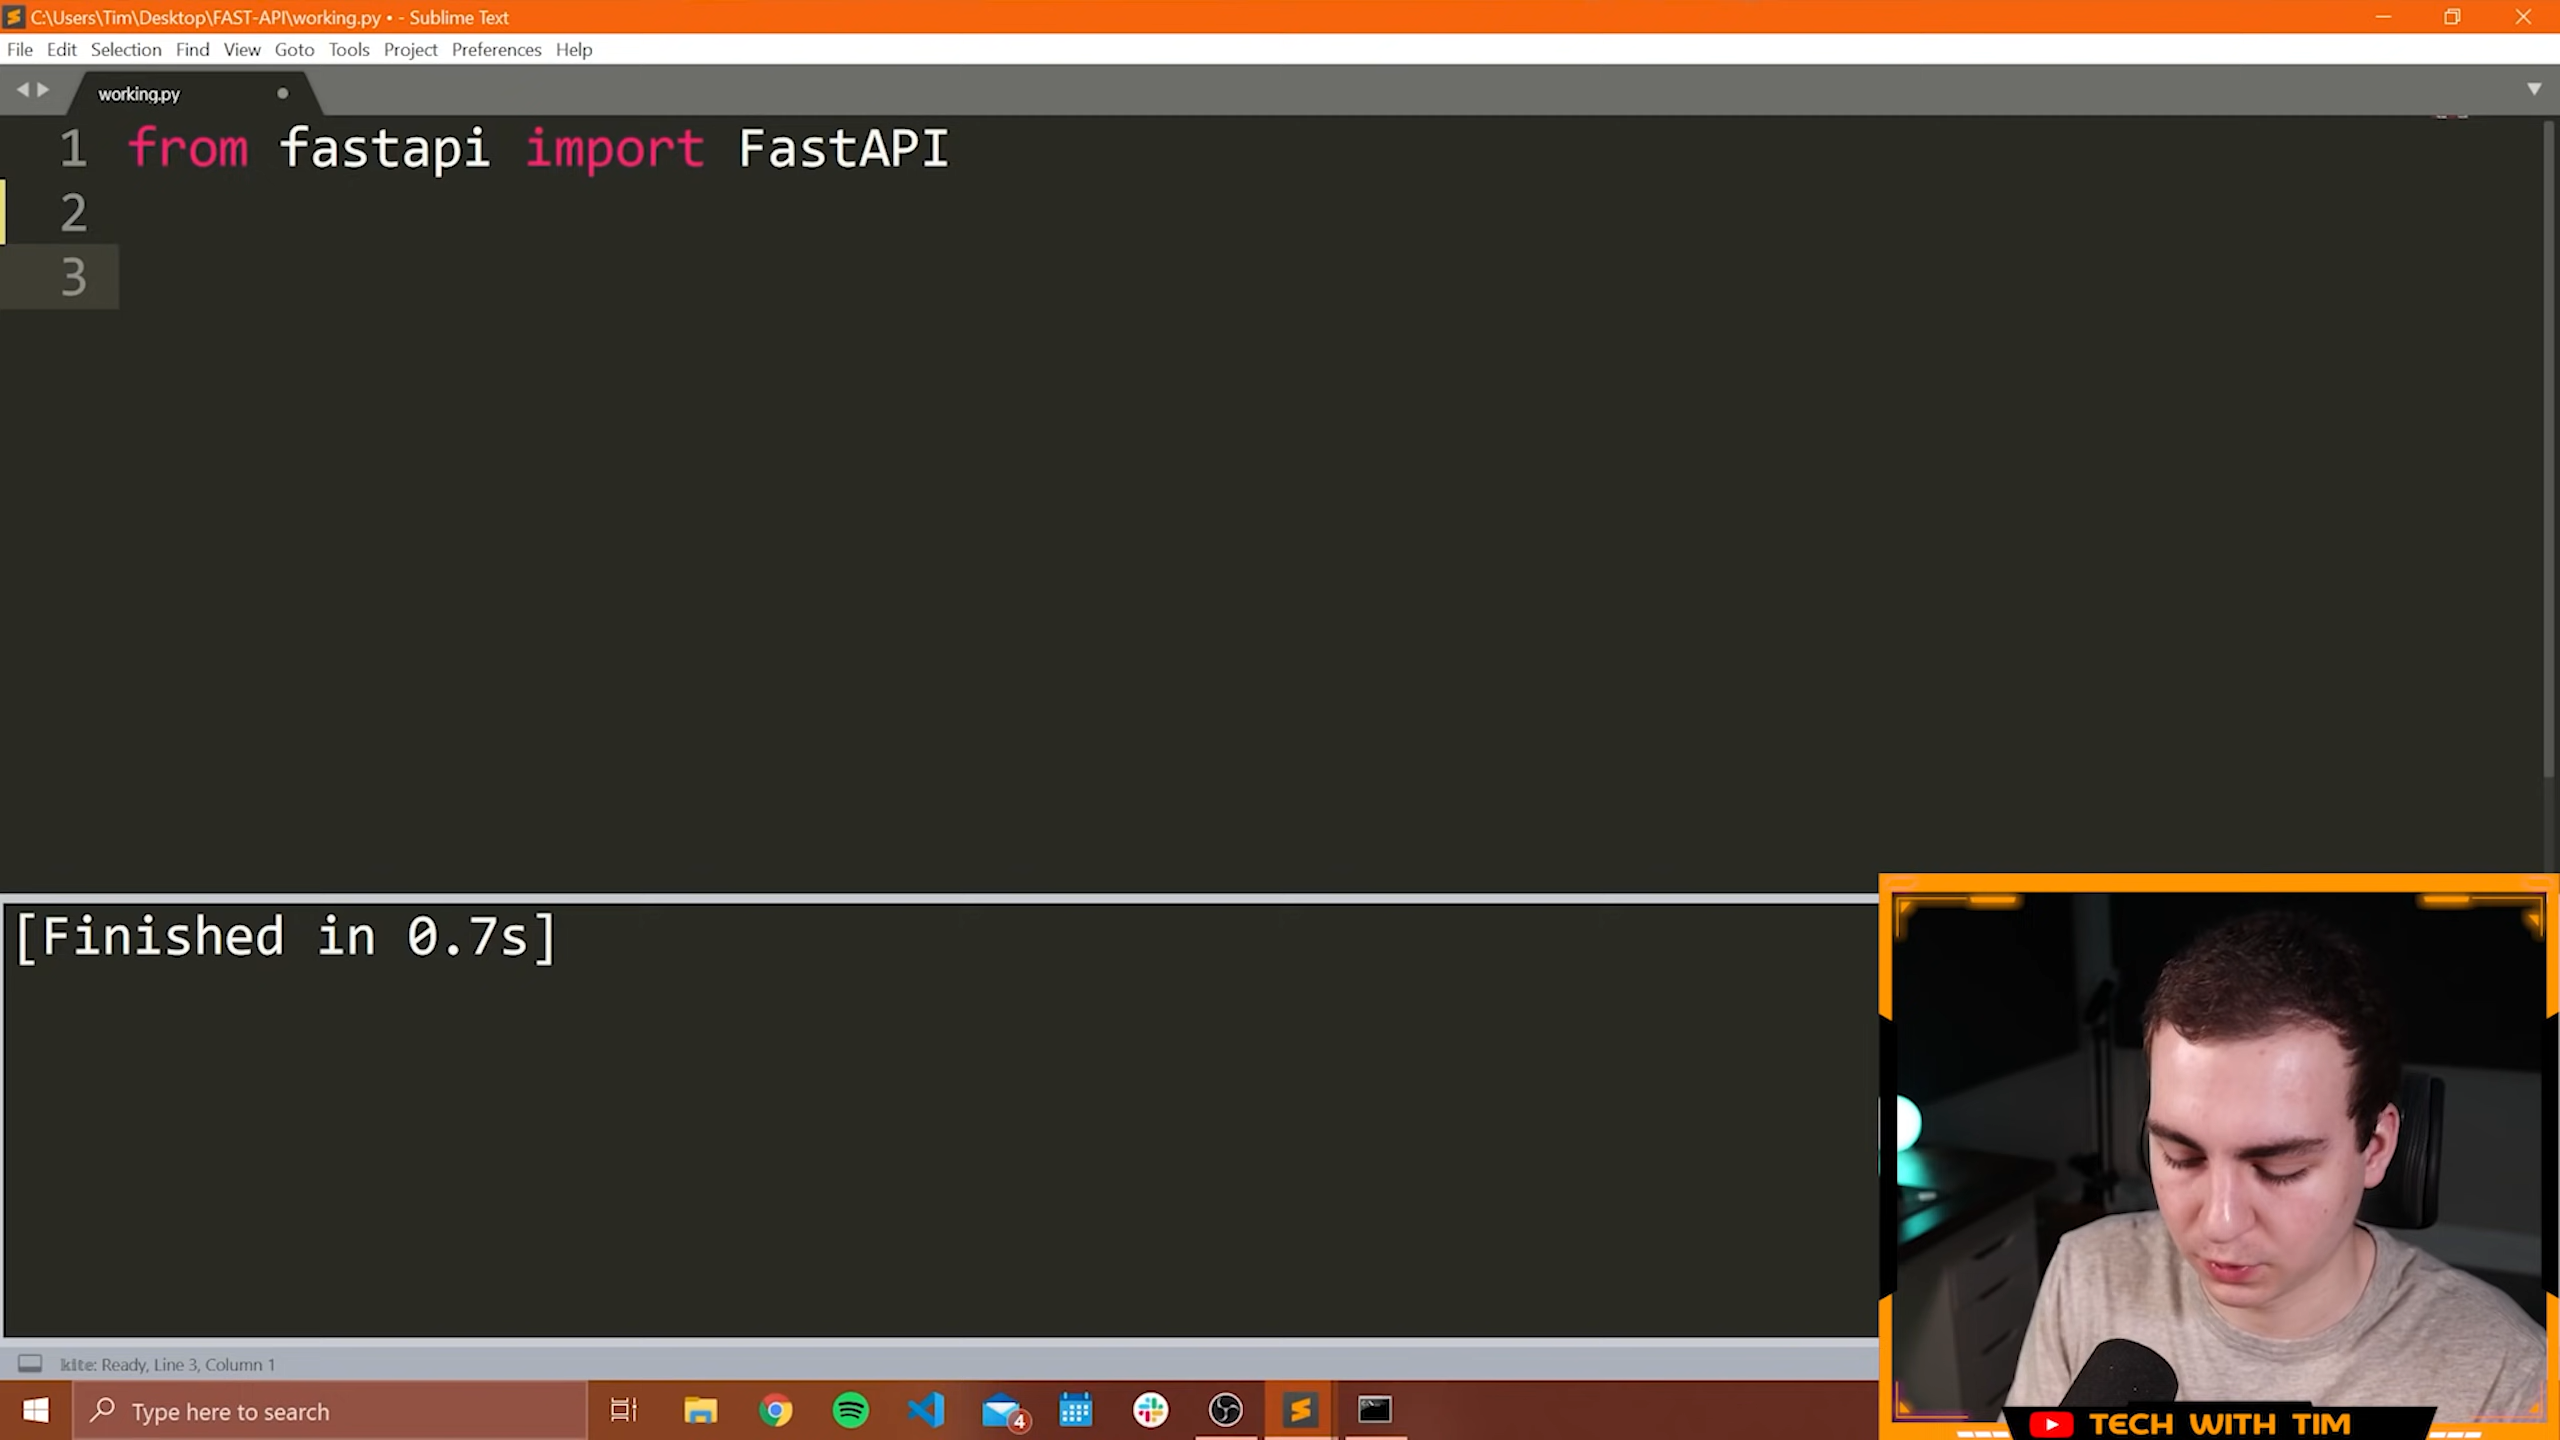 C:\Users\Tim\Desktop\FAST-API\working.py • - Sublime Text
File Edit Selection Find View Goto Tools Project Preferences Help
working.py
1 from fastapi import FastAPI
2
3
[Finished in 0.7s]
kite: Ready, Line 3, Column 1
Type here to search
4
TECH WITH TIM